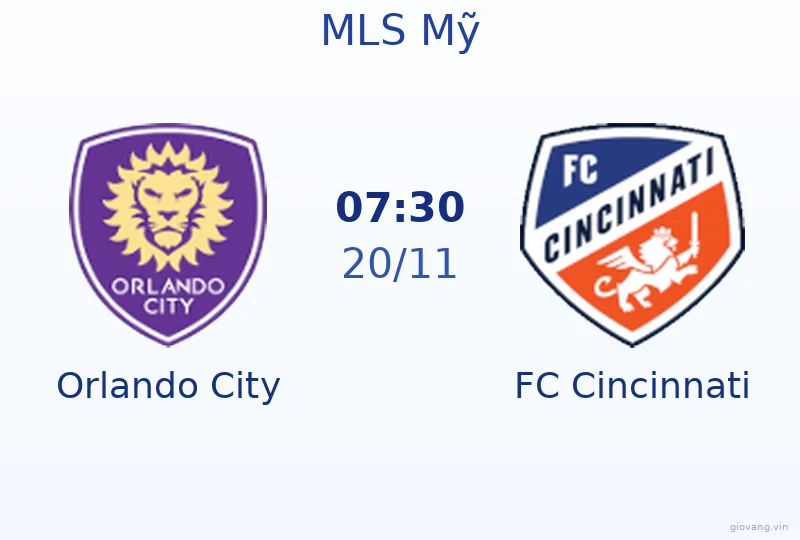 MLS Mỹ
ORLANDO
CITY
FC
CINCINNATI
07:30
20/11
Orlando City
FC Cincinnati
giovang.vin